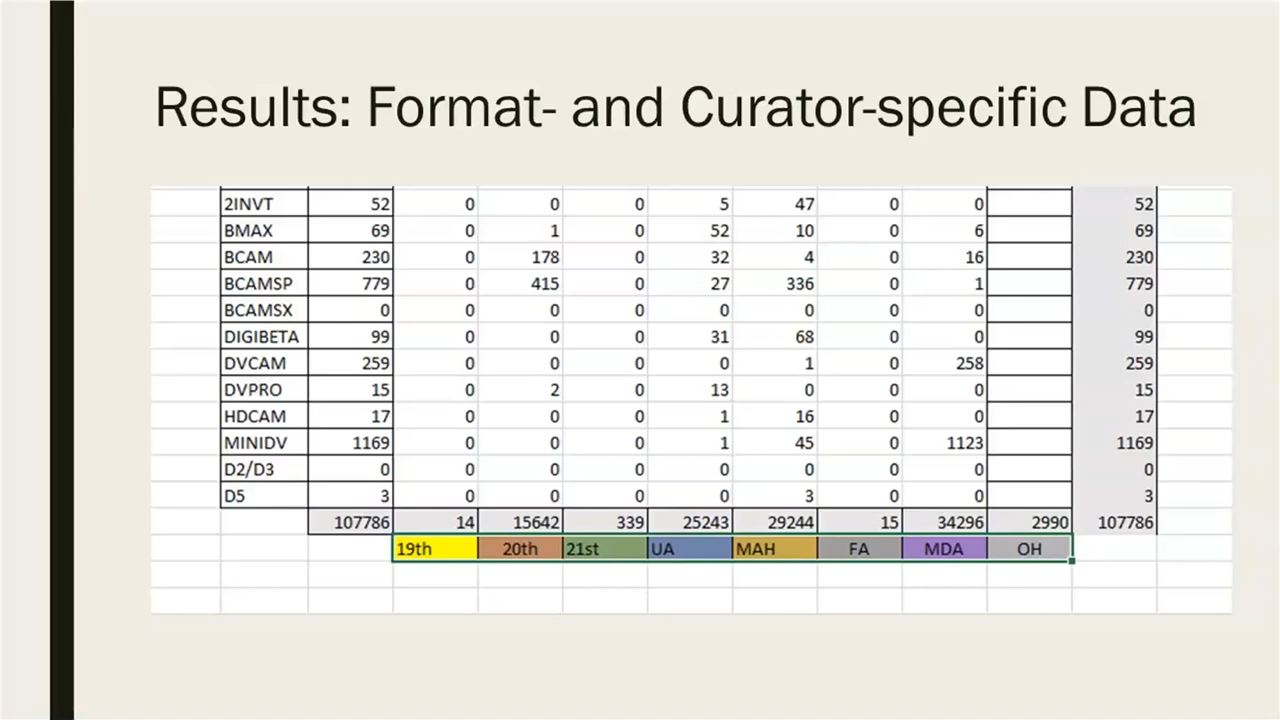 Results: Format- and Curator-specific Data
2INVT 52 0 0 0 5 47 0 0 52
BMAX 69 0 1 0 52 10 0 6 69
BCAM 230 0 178 0 32 4 0 16 230
BCAMSP 779 0 415 0 27 336 0 1 779
BCAMSX 0 0 0 0 0 0 0 0 0
DIGIBETA 99 0 0 0 31 68 0 0 99
DVCAM 259 0 0 0 0 1 0 258 259
DVPRO 15 0 2 0 13 0 0 0 15
HDCAM 17 0 0 0 1 16 0 0 17
MINIDV 1169 0 0 0 1 45 0 1123 1169
D2/D3 0 0 0 0 0 0 0 0 0
D5 3 0 0 0 0 3 0 0 3
107786 14 15642 339 25243 29244 15 34296 2990 107786
19th 20th 21st UA MAH FA MDA OH